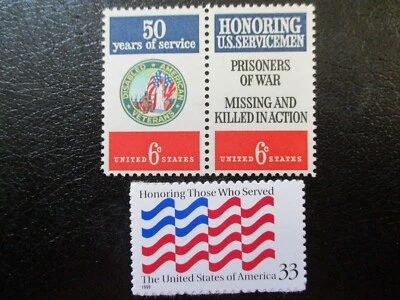 50
years of service
DISABLED AMERICAN
VETERANS
UNITED 6c STATES
HONORING
U.S. SERVICEMEN
PRISONERS
OF WAR
MISSING AND
KILLED IN ACTION
UNITED 6c STATES
Honoring Those Who Served
The United States of America 33
1999